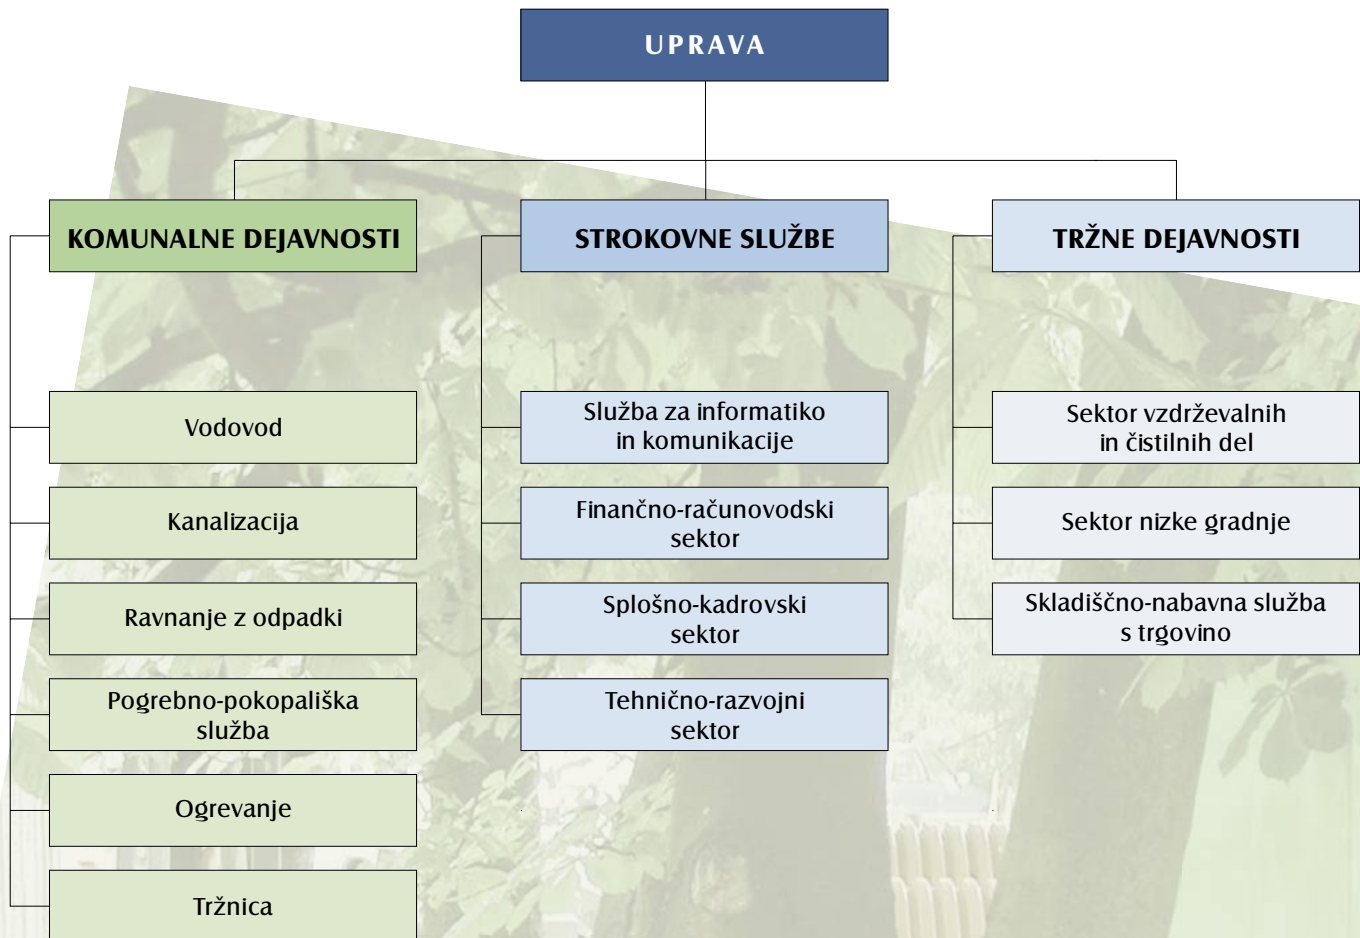 UPRAVA
KOMUNALNE DEJAVNOSTI
Vodovod
Kanalizacija
Ravnanje z odpadki
Pogrebno-pokopališka
služba
Ogrevanje
Tržnica
STROKOVNE SLUŽBE
Služba za informatiko
in komunikacije
Finančno-računovodski
sektor
Splošno-kadrovski
sektor
Tehnično-razvojni
sektor
TRŽNE DEJAVNOSTI
Sektor vzdrževalnih
in čistilnih del
Sektor nizke gradnje
Skladiščno-nabavna služba
s trgovino